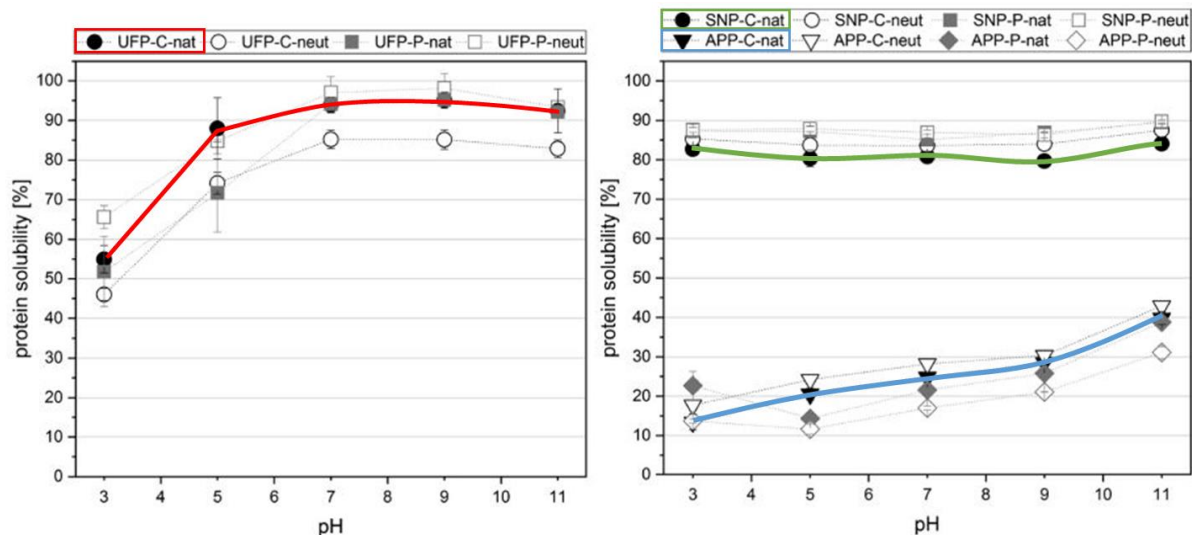 UFP-C-nat UFP-C-neut UFP-P-nat UFP-P-neut
100
90
80
70
60
50
40
30
20
10
0
protein solubility [%]
3 4 5 6 7 8 9 10 11
pH
SNP-C-nat SNP-C-neut SNP-P-nat SNP-P-neut
APP-C-nat APP-C-neut APP-P-nat APP-P-neut
100
90
80
70
60
50
40
30
20
10
0
protein solubility [%]
3 4 5 6 7 8 9 10 11
pH